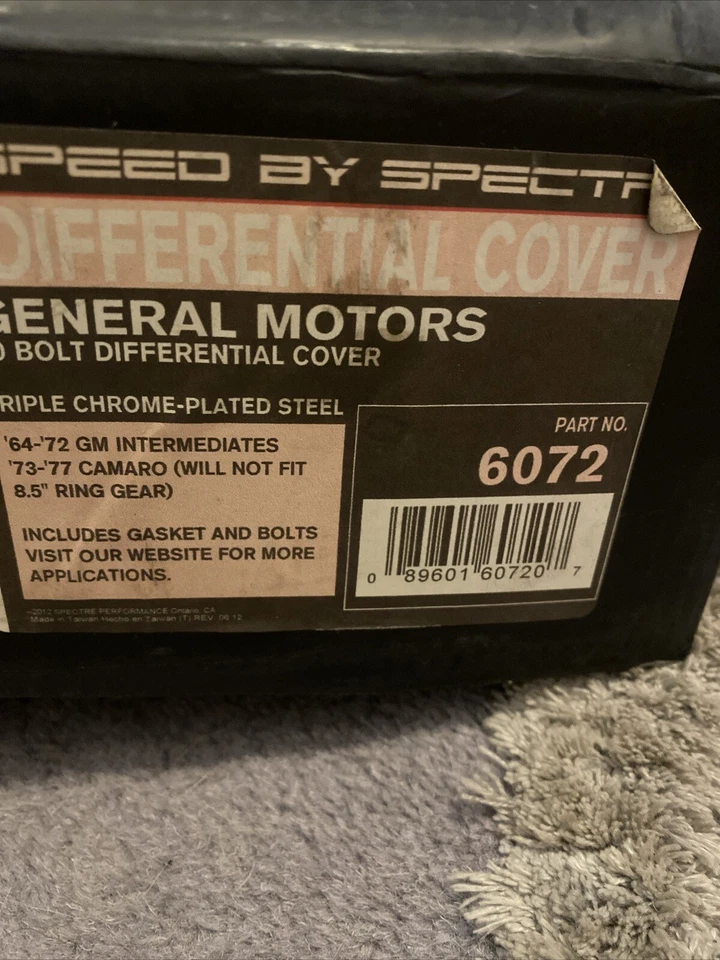 SPEED BY SPECTR
DIFFERENTIAL COVER
GENERAL MOTORS
0 BOLT DIFFERENTIAL COVER
RIPLE CHROME-PLATED STEEL
'64-'72 GM INTERMEDIATES
'73-'77 CAMARO (WILL NOT FIT
8.5" RING GEAR)
INCLUDES GASKET AND BOLTS
VISIT OUR WEBSITE FOR MORE
APPLICATIONS.
PART NO.
6072
0 89601 60720 7
2012 SPECTRE PERFORMANCE Ontario, CA
Made in Taiwan Hecho en Taiwan (T) REV. 06.12